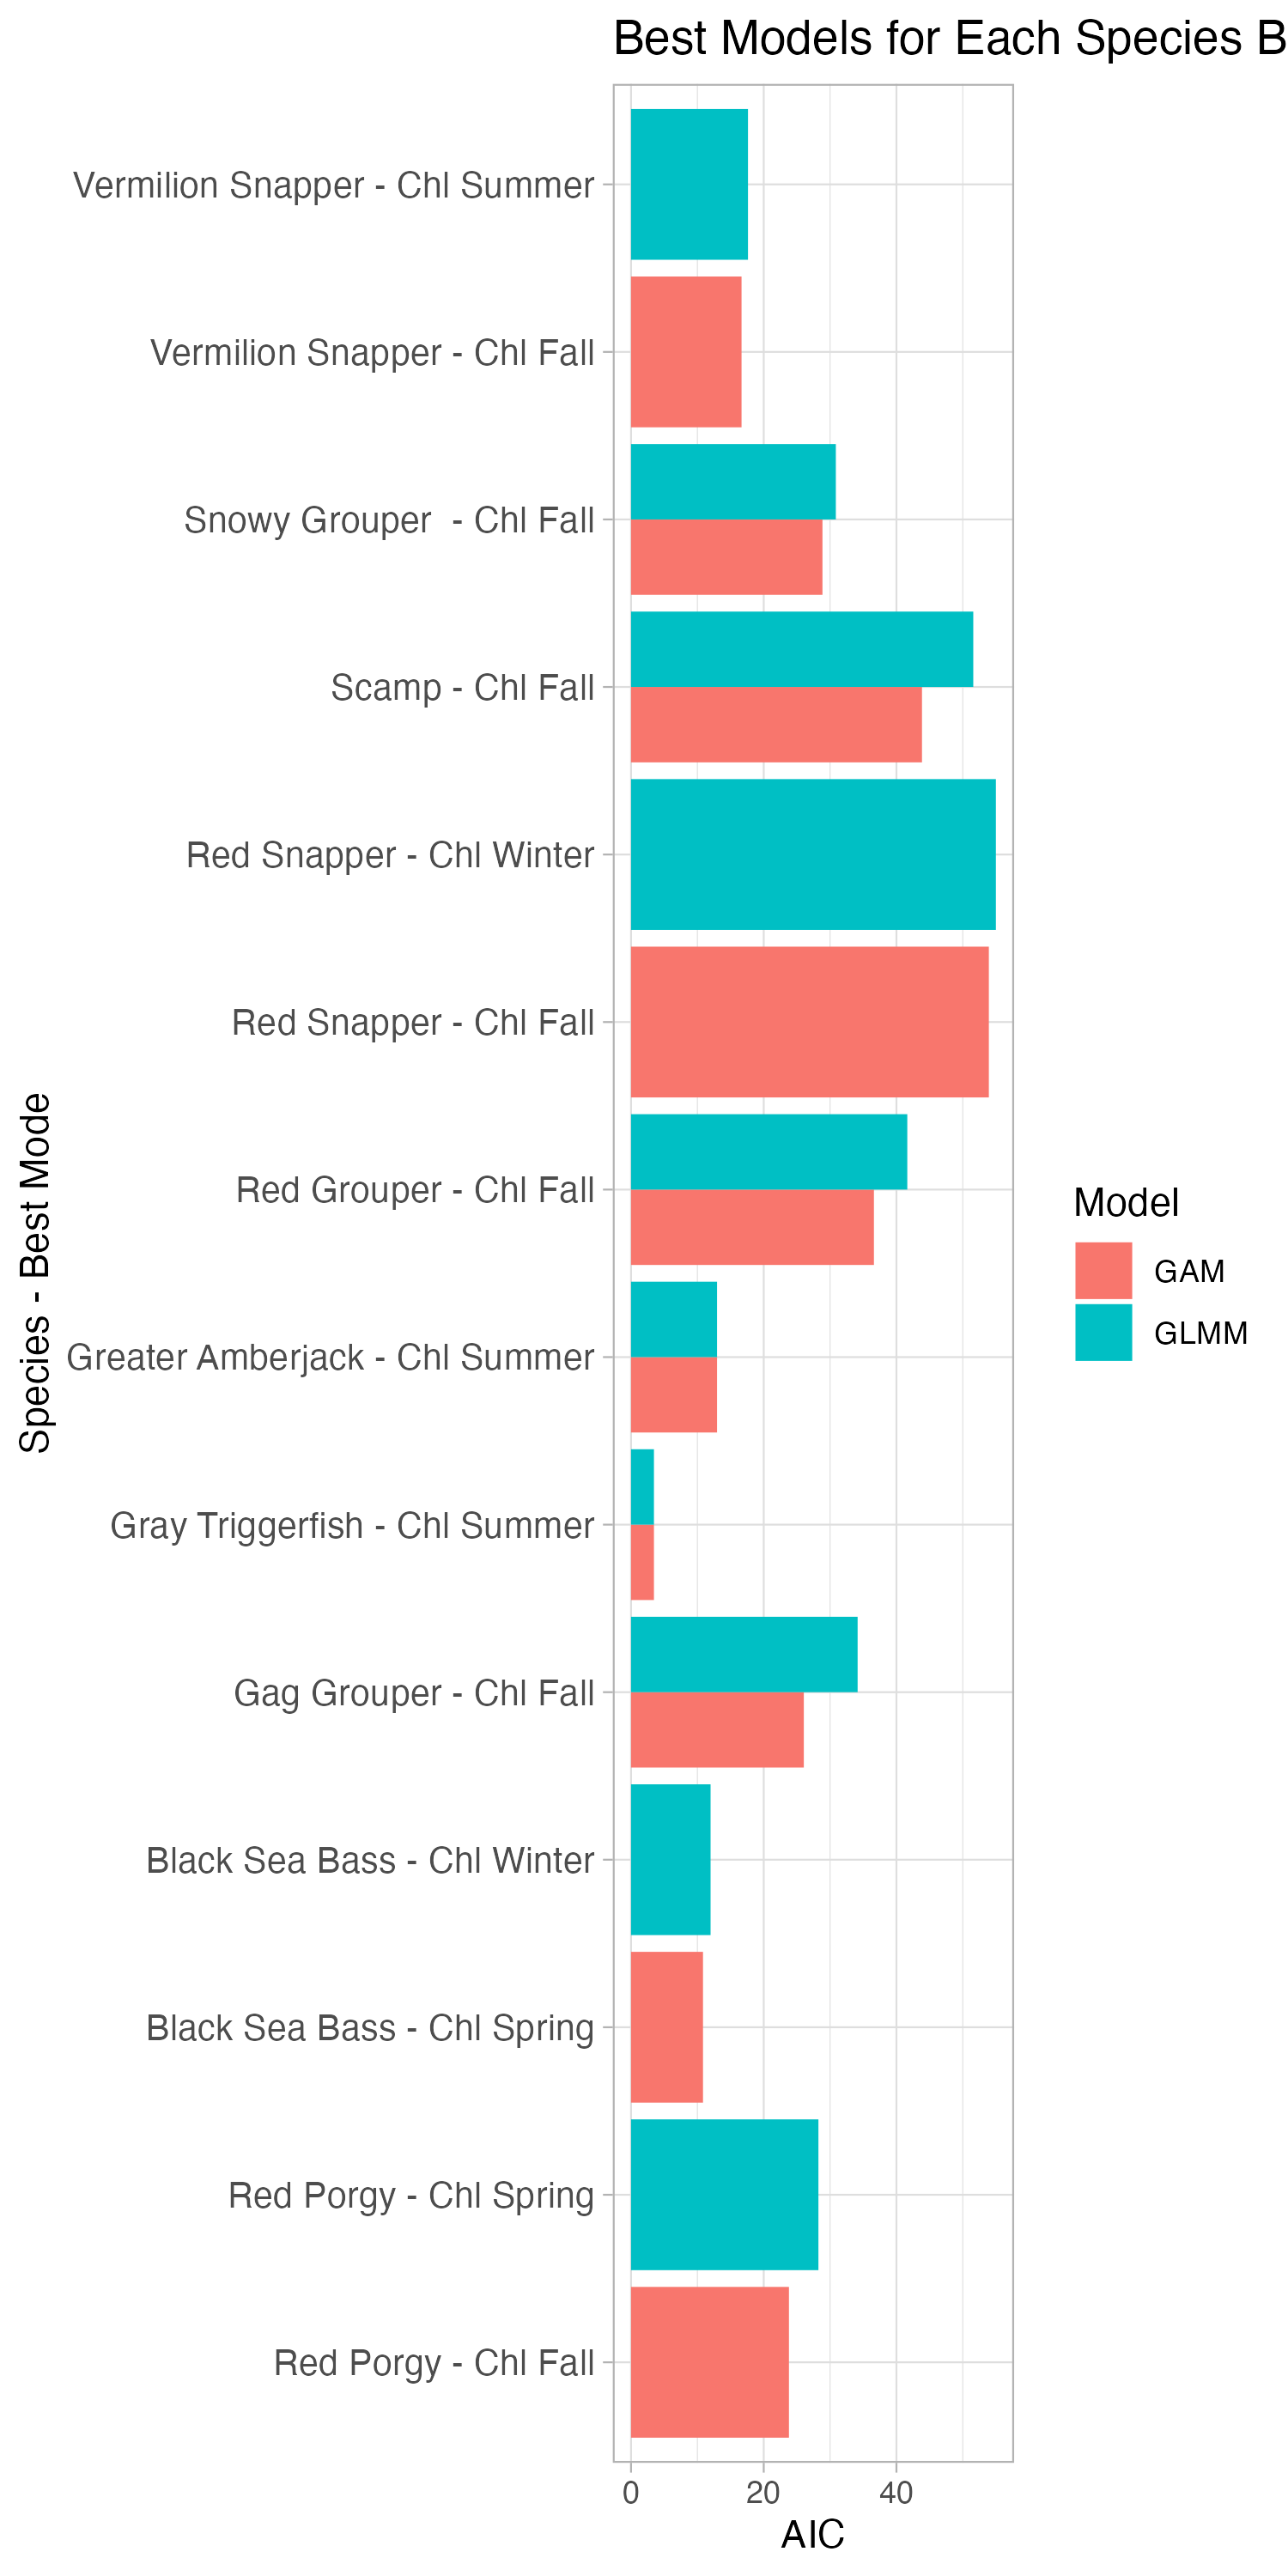 Best Models for Each Species B
Vermilion Snapper - Chl Summer
Vermilion Snapper - Chl Fall
Snowy Grouper  - Chl Fall
Scamp - Chl Fall
Red Snapper - Chl Winter
Red Snapper - Chl Fall
Red Grouper - Chl Fall
Greater Amberjack - Chl Summer
Gray Triggerfish - Chl Summer
Gag Grouper - Chl Fall
Black Sea Bass - Chl Winter
Black Sea Bass - Chl Spring
Red Porgy - Chl Spring
Red Porgy - Chl Fall
Species - Best Mode
0 20 40
AIC
Model
GAM
GLMM